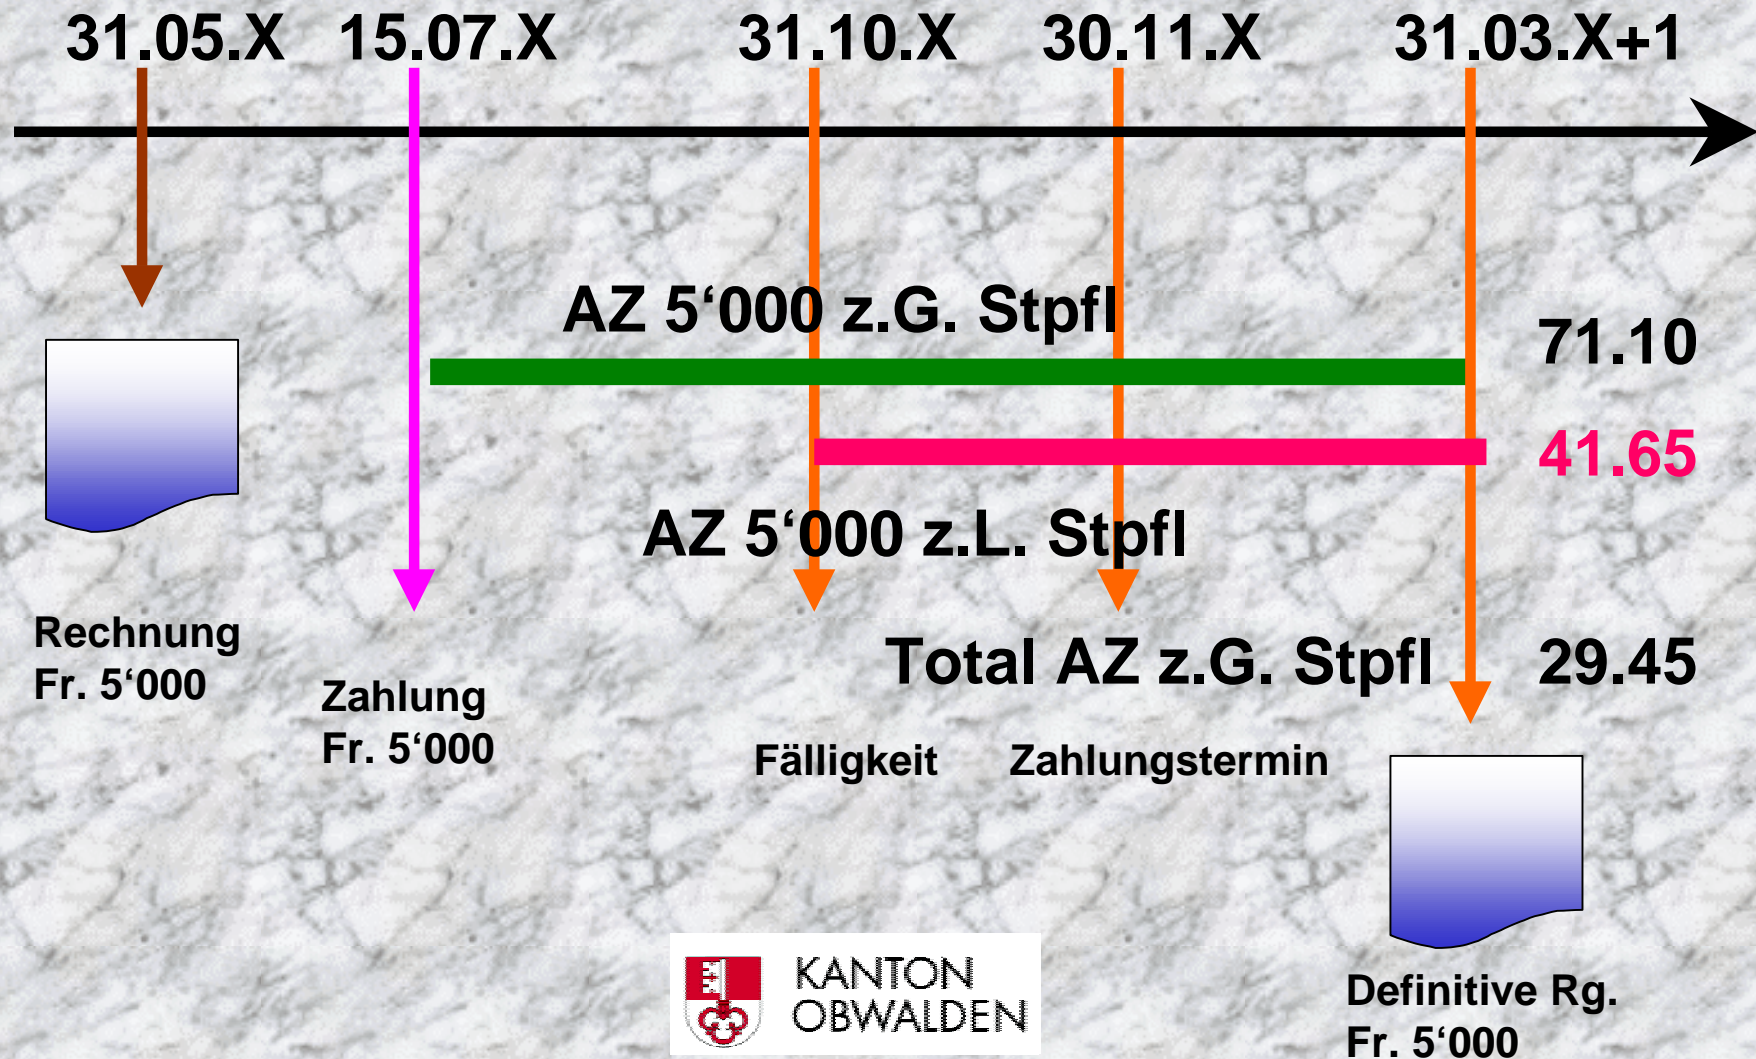 31.05.X 15.07.X 31.10.X 30.11.X 31.03.X+1
AZ 5‘000 z.G. Stpfl
71.10
41.65
AZ 5‘000 z.L. Stpfl
Rechnung
Fr. 5‘000
Total AZ z.G. Stpfl 29.45
Zahlung
Fr. 5‘000
Fälligkeit Zahlungstermin
KANTON
OBWALDEN
Definitive Rg.
Fr. 5‘000